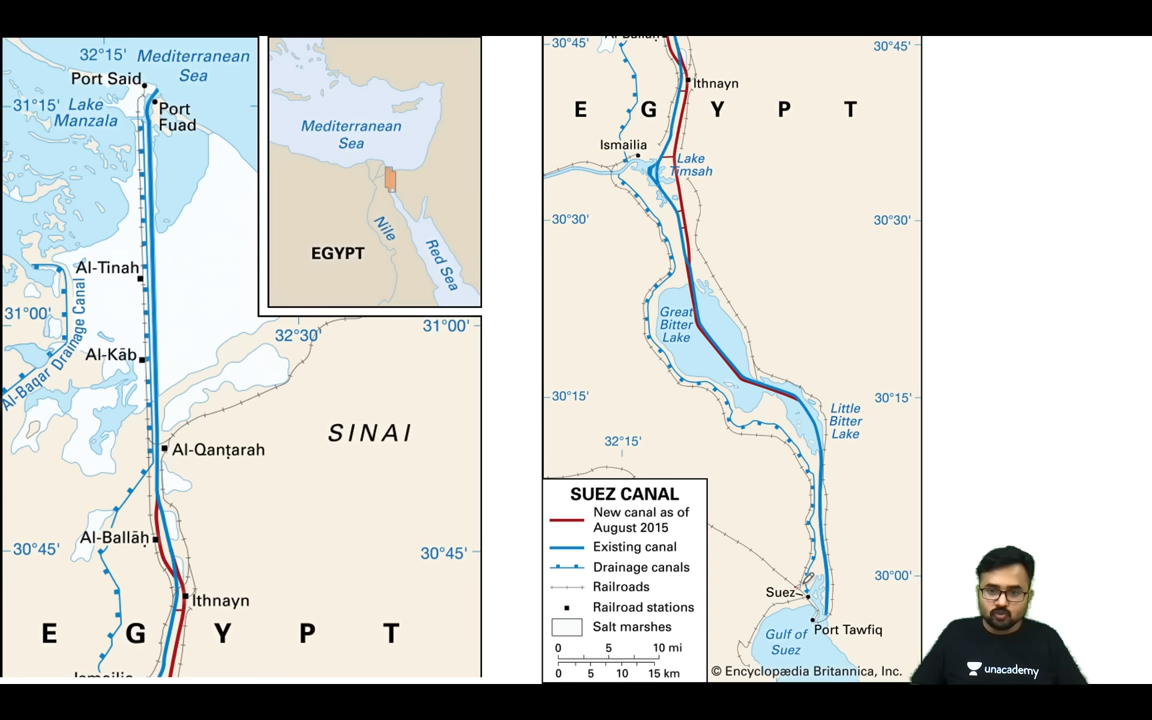 32°15'
Mediterranean
Sea
Port Said
31°15'
Lake
Manzala
Port
Fuad
Al-Tinah
31°00'
Al-Baqar Drainage Canal
Al-Kāb
32°30'
31°00'
SINAI
Al-Qanṭarah
Al-Ballāḥ
30°45'
30°45'
Ithnayn
E G Y P T
Ismailia
Mediterranean
Sea
Nile
EGYPT
Red Sea
Al-Ballāḥ
30°45'
30°45'
Ithnayn
E G Y P T
Ismailia
Lake
Timsah
30°30'
30°30'
Great
Bitter
Lake
30°15'
30°15'
Little
Bitter
Lake
32°15'
SUEZ CANAL
New canal as of
August 2015
Existing canal
Drainage canals
Railroads
Railroad stations
Salt marshes
0 5 10 mi
0 5 10 15 km
30°00'
Suez
Port Tawfiq
Gulf of
Suez
© Encyclopædia Britannica, Inc.
unacademy